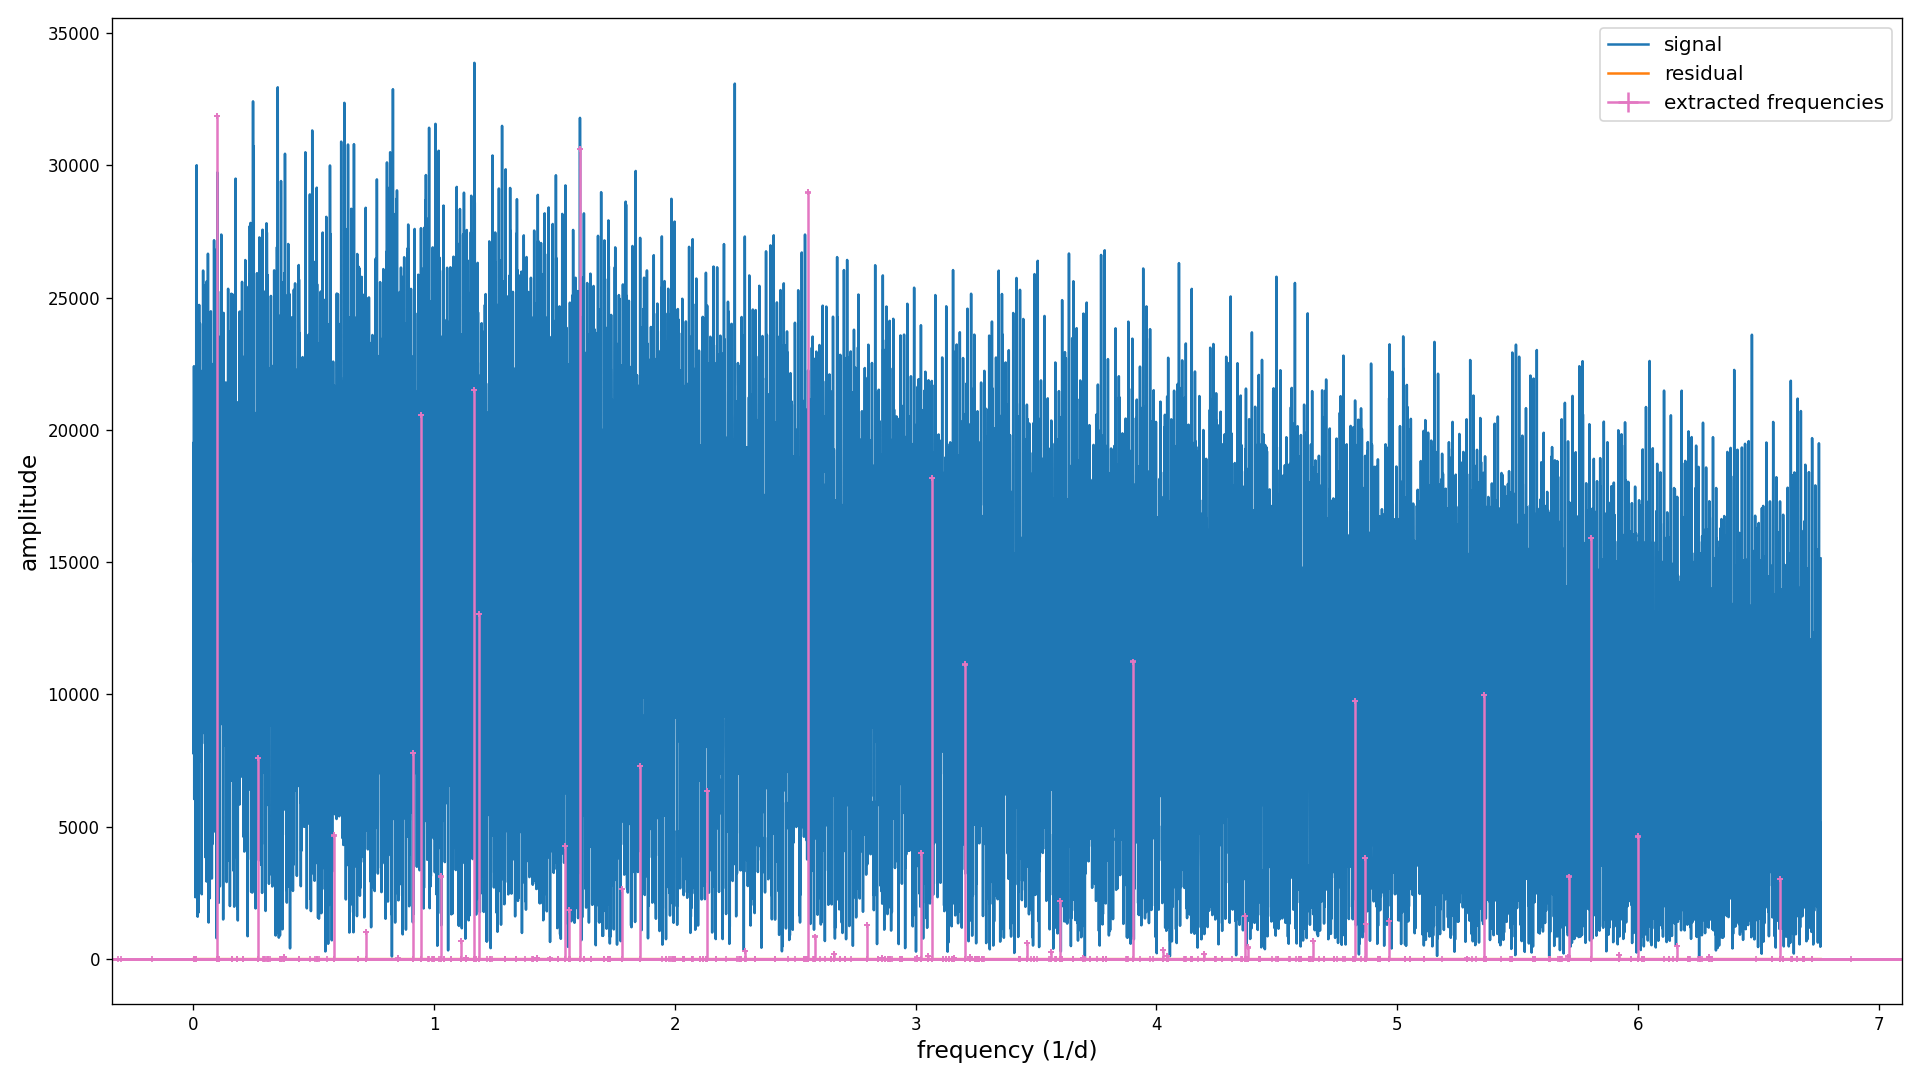 35000
30000
25000
20000
15000
10000
5000
0
amplitude
signal
residual
extracted frequencies
0 1 2 3 4 5 6 7
frequency (1/d)